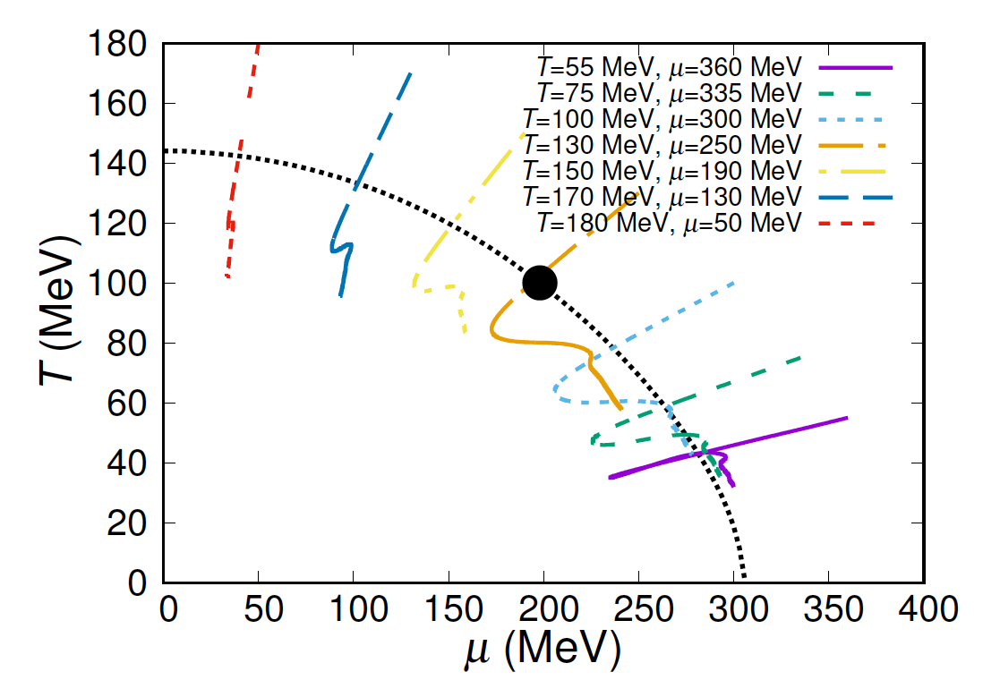 T (MeV)
180
160
140
120
100
80
60
40
20
0
T=55 MeV, μ=360 MeV
T=75 MeV, μ=335 MeV
T=100 MeV, μ=300 MeV
T=130 MeV, μ=250 MeV
T=150 MeV, μ=190 MeV
T=170 MeV, μ=130 MeV
T=180 MeV, μ=50 MeV
0 50 100 150 200 250 300 350 400
μ (MeV)